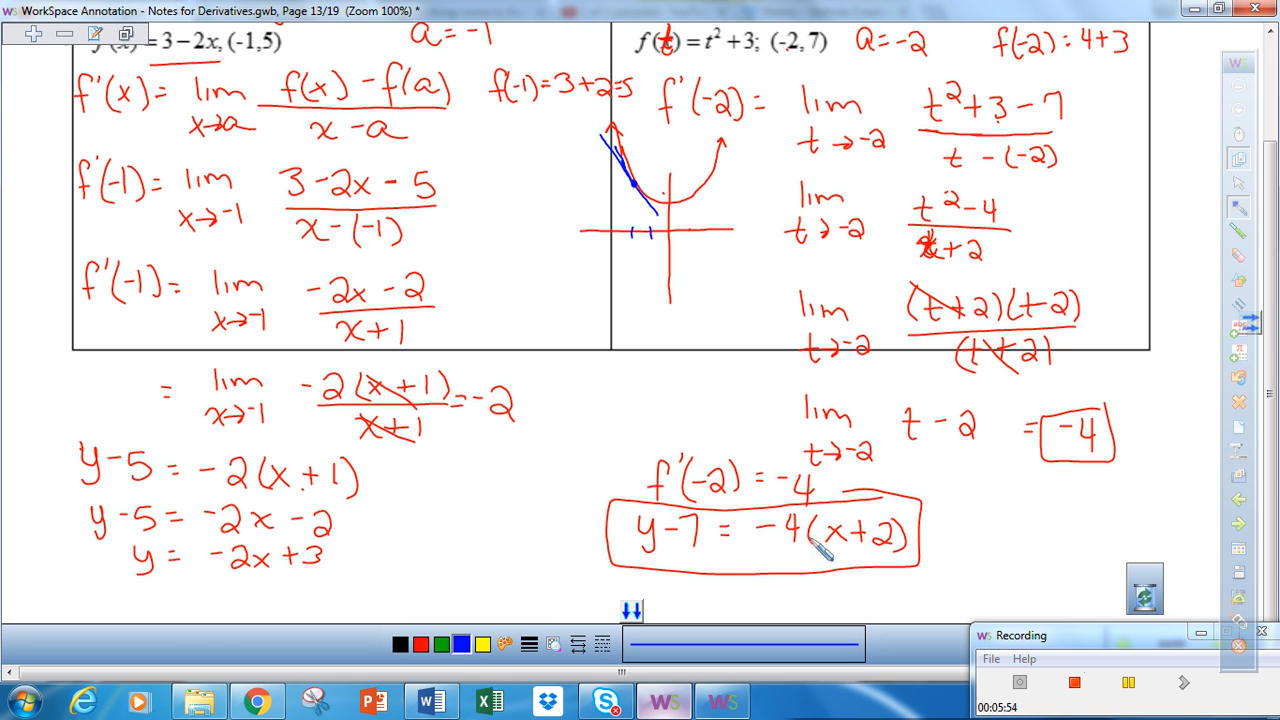 WorkSpace Annotation - Notes for Derivatives.gwb, Page 13/19 (Zoom 100%) *
f(x) = 3 − 2x, (-1,5)
a = -1
f'(x) = lim x→a f(x) − f(a) / x − a
f(-1) = 3+2=5
f'(-1) = lim x→-1 3 − 2x − 5 / x − (-1)
f'(-1) = lim x→-1 -2x − 2 / x + 1
= lim x→-1 -2(x+1) / x+1 = -2
y − 5 = -2(x + 1)
y − 5 = -2x − 2
y = -2x + 3
f(t) = t² + 3; (-2, 7)
a = -2
f(-2) = 4+3
f'(-2) = lim t→-2 t² + 3 − 7 / t − (-2)
lim t→-2 t² − 4 / t + 2
lim t→-2 (t+2)(t−2) / (t+2)
lim t→-2 t − 2 = -4
f'(-2) = -4
y − 7 = -4(x+2)
WS Recording
File Help
00:05:54